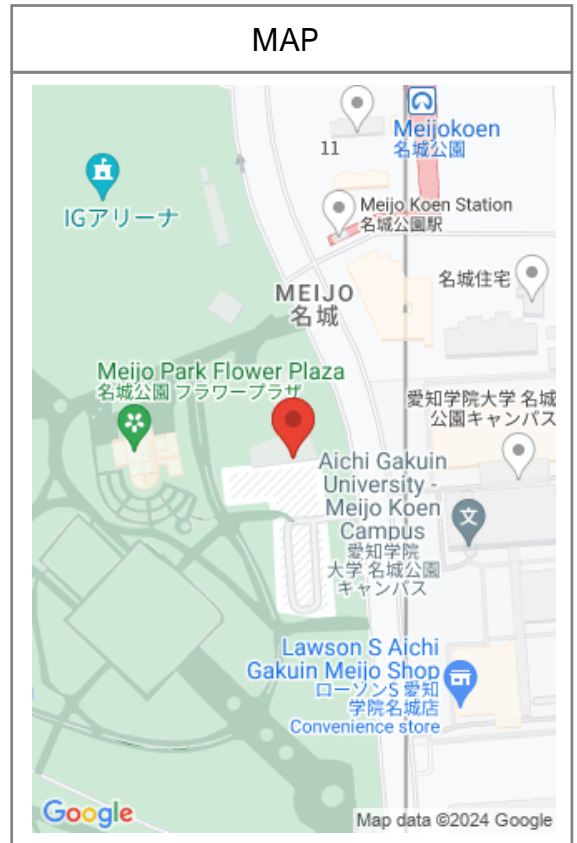 MAP
Meijokoen
名城公園
11
IGアリーナ
Meijo Koen Station
名城公園駅
名城住宅
MEIJO
名城
Meijo Park Flower Plaza
名城公園 フラワープラザ
愛知学院大学 名城
公園キャンパス
Aichi Gakuin
University -
Meijo Koen
Campus
愛知学院
大学 名城公園
キャンパス
文
Lawson S Aichi
Gakuin Meijo Shop
ローソンS 愛知
学院名城店
Convenience store
Google
Map data ©2024 Google